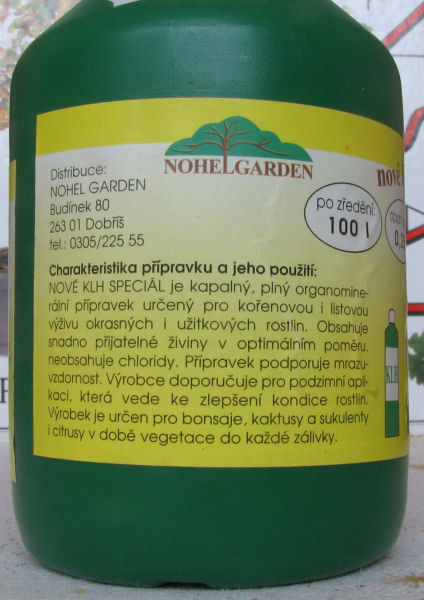 NOHELGARDEN
Distribuce:
NOHEL GARDEN
Budínek 80
263 01 Dobříš
tel.: 0305/225 55
nové
po zředění:
100 l
Charakteristika přípravku a jeho použití:
NOVÉ KLH SPECIÁL je kapalný, plný organomine-
rální přípravek určený pro kořenovou i listovou
výživu okrasných i užitkových rostlin. Obsahuje
snadno přijatelné živiny v optimálním poměru,
neobsahuje chloridy. Přípravek podporuje mrazu-
vzdornost. Výrobce doporučuje pro podzimní apli-
kaci, která vede ke zlepšení kondice rostlin.
Výrobek je určen pro bonsaje, kaktusy a sukulenty
i citrusy v době vegetace do každé zálivky.
KLH